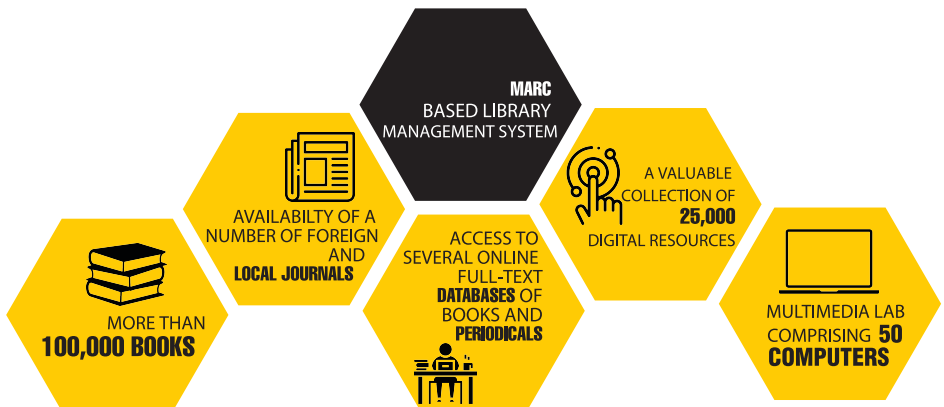 MARC
BASED LIBRARY
MANAGEMENT SYSTEM
AVAILABILTY OF A
NUMBER OF FOREIGN
AND
LOCAL JOURNALS
A VALUABLE
COLLECTION OF
25,000
DIGITAL RESOURCES
MORE THAN
100,000 BOOKS
ACCESS TO
SEVERAL ONLINE
FULL-TEXT
DATABASES OF
BOOKS AND
PERIODICALS
MULTIMEDIA LAB
COMPRISING 50
COMPUTERS